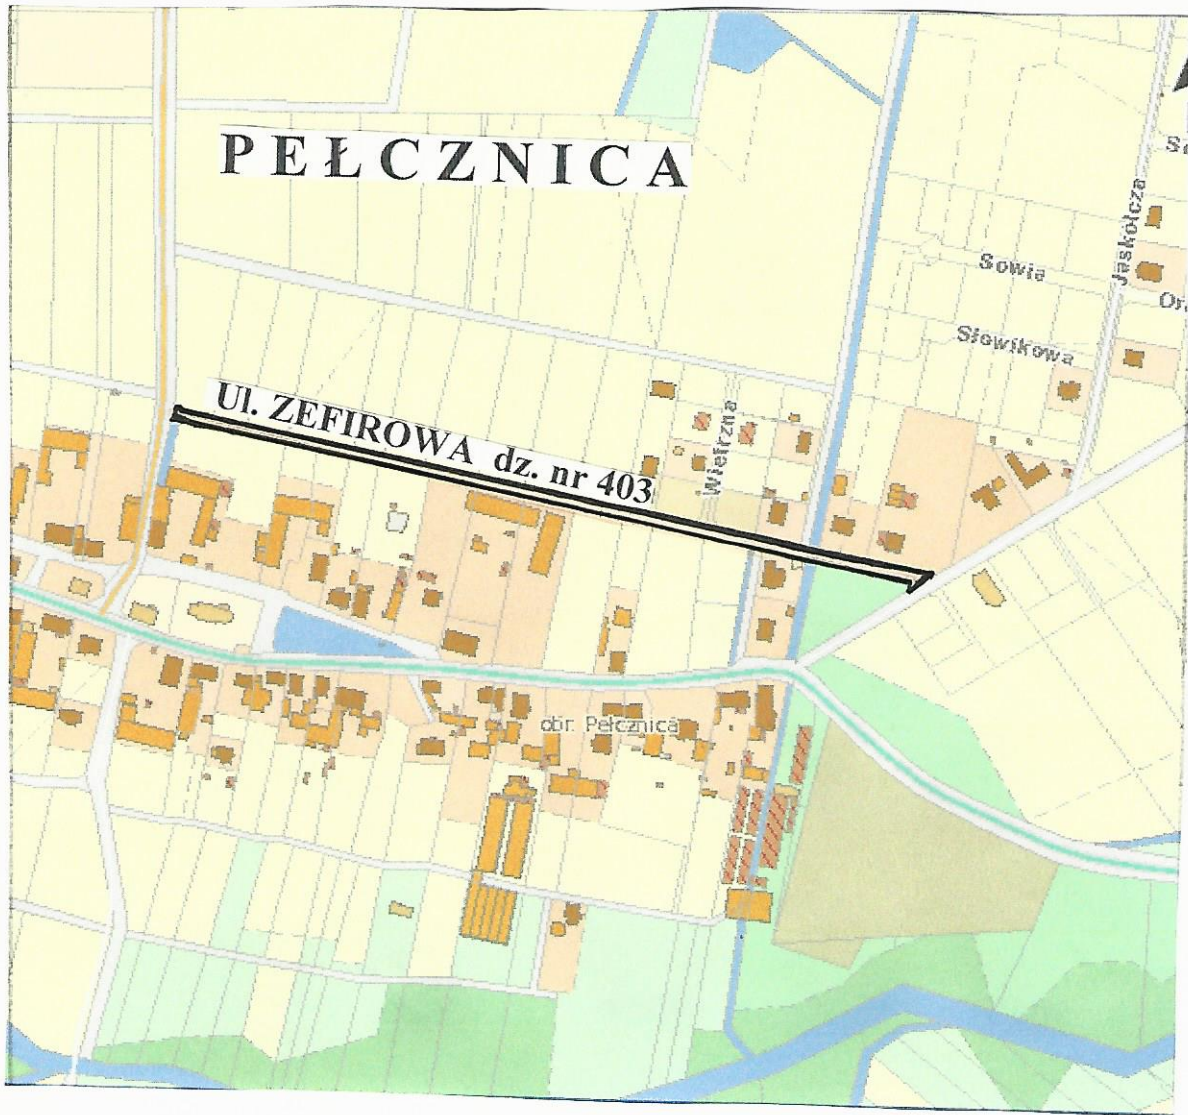 PEŁCZNICA
Sowia
Jaskółcza
Słowikowa
Ul. ZEFIROWA dz. nr 403
Wietrzna
obr. Pełcznica